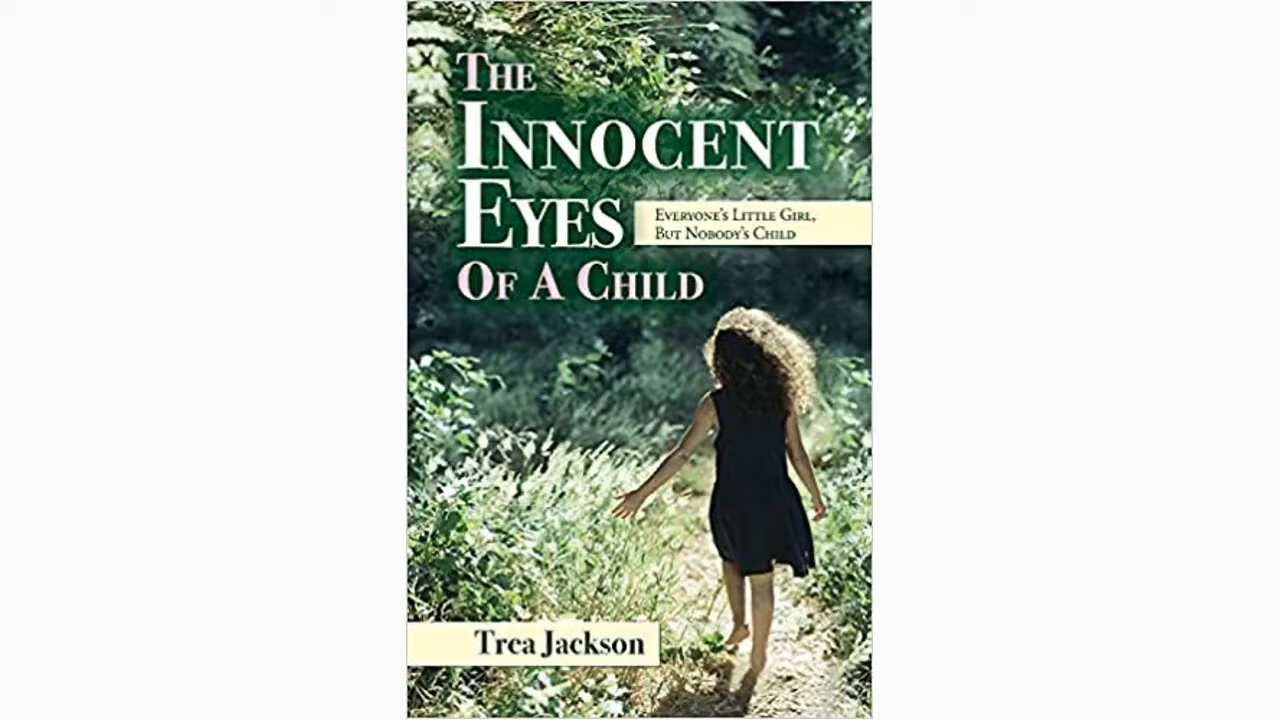 The
Innocent
Eyes
Everyone's Little Girl,
But Nobody's Child
Of A Child
Trea Jackson